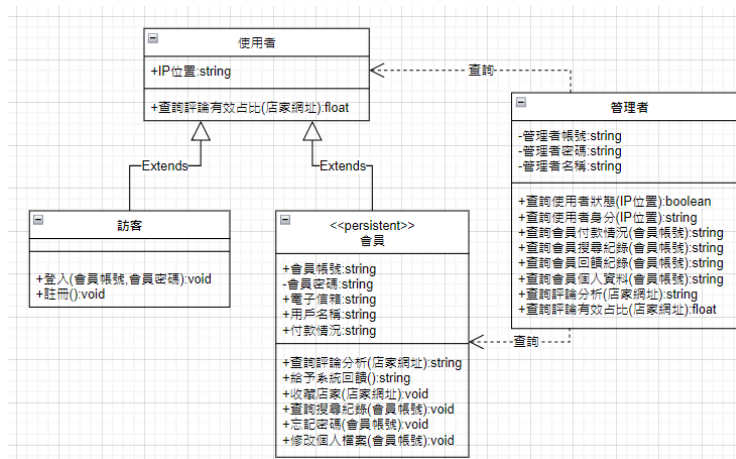 使用者
+IP位置:string
+查詢評論有效占比(店家網址):float
查詢
管理者
-管理者帳號:string
-管理者密碼:string
-管理者名稱:string
+查詢使用者狀態(IP位置):boolean
+查詢使用者身分(IP位置):string
+查詢會員付款情況(會員帳號):string
+查詢會員搜尋紀錄(會員帳號):string
+查詢會員回饋紀錄(會員帳號):string
+查詢會員個人資料(會員帳號):string
+查詢評論分析(店家網址):string
+查詢評論有效占比(店家網址):float
Extends
Extends
訪客
+登入(會員帳號,會員密碼):void
+註冊():void
<<persistent>>
會員
+會員帳號:string
-會員密碼:string
+電子信箱:string
+用戶名稱:string
+付款情況:string
+查詢評論分析(店家網址):string
+給予系統回饋():string
+收藏店家(店家網址):void
+查詢搜尋紀錄(會員帳號):void
+忘記密碼(會員帳號):void
+修改個人檔案(會員帳號):void
查詢